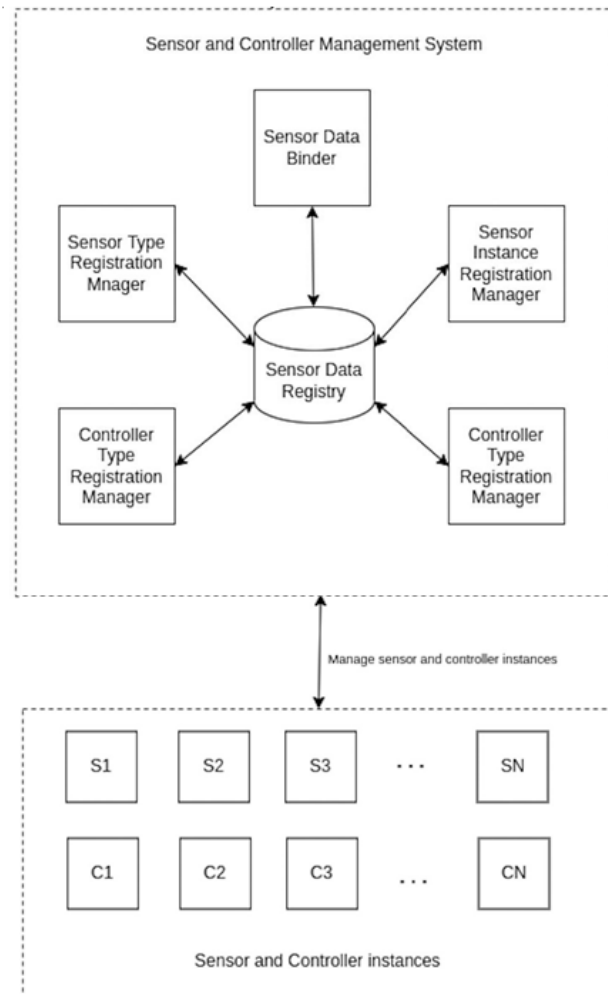 Sensor and Controller Management System
Sensor Data
Binder
Sensor Type
Registration
Mnager
Sensor
Instance
Registration
Manager
Sensor Data
Registry
Controller
Type
Registration
Manager
Controller
Type
Registration
Manager
Manage sensor and controller instances
S1 S2 S3 ... SN
C1 C2 C3 ... CN
Sensor and Controller instances